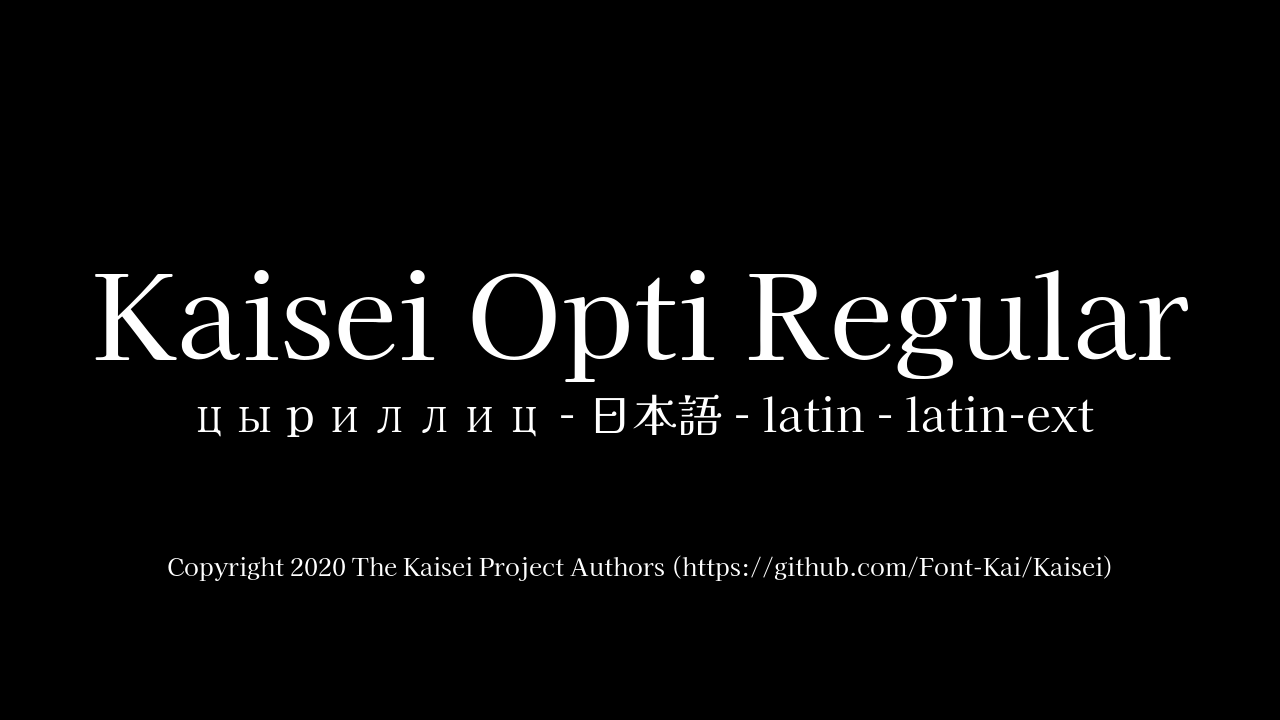 Kaisei Opti Regular
цыриллиц - 日本語 - latin - latin-ext
Copyright 2020 The Kaisei Project Authors (https://github.com/Font-Kai/Kaisei)